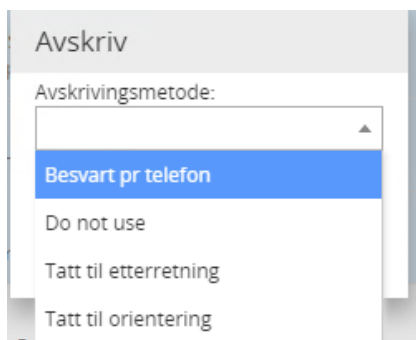 Avskriv
Avskrivingsmetode:
Besvart pr telefon
Do not use
Tatt til etterretning
Tatt til orientering